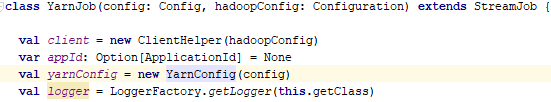 class YarnJob(config: Config, hadoopConfig: Configuration) extends StreamJob {
val client = new ClientHelper(hadoopConfig)
var appId: Option[ApplicationId] = None
val yarnConfig = new YarnConfig(config)
val logger = LoggerFactory.getLogger(this.getClass)